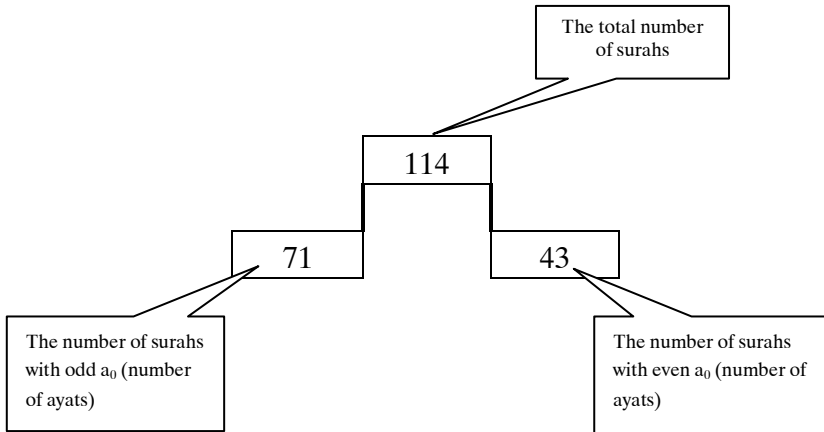 The total number
of surahs
114
71
43
The number of surahs
with odd a₀ (number
of ayats)
The number of surahs
with even a₀ (number of
ayats)